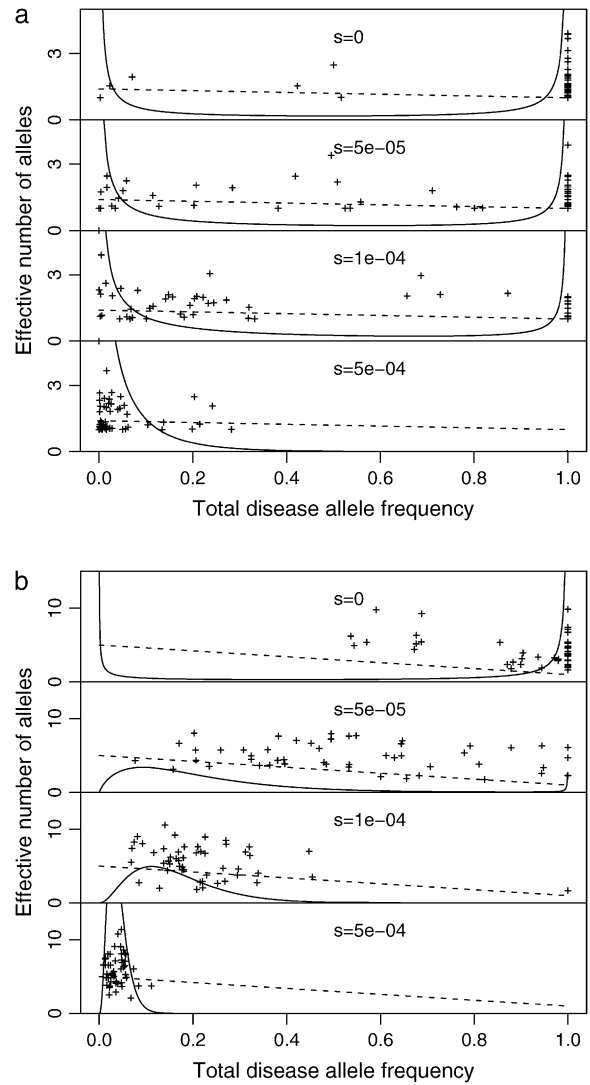 a
s=0
3
0
s=5e−05
3
0
s=1e−04
3
0
s=5e−04
3
0
Effective number of alleles
0.0 0.2 0.4 0.6 0.8 1.0
Total disease allele frequency
b
s=0
10
0
s=5e−05
10
0
s=1e−04
10
0
s=5e−04
10
0
Effective number of alleles
0.0 0.2 0.4 0.6 0.8 1.0
Total disease allele frequency